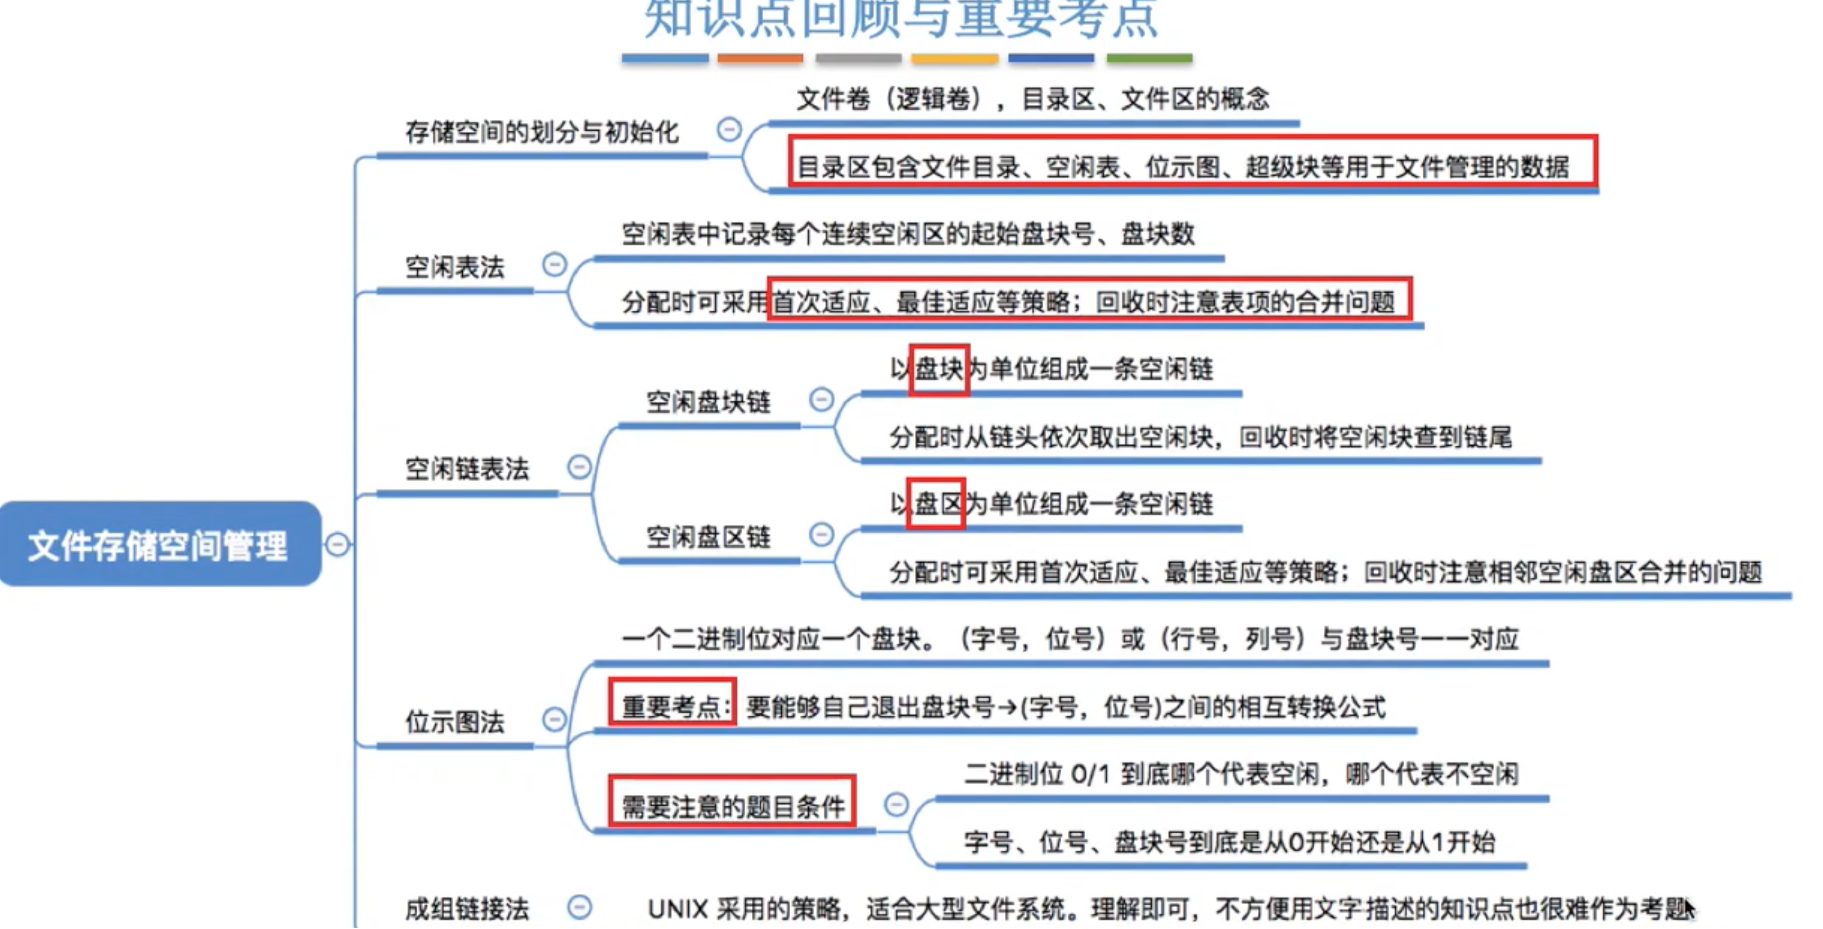 知识点回顾与重要考点
文件卷（逻辑卷），目录区、文件区的概念
存储空间的划分与初始化
目录区包含文件目录、空闲表、位示图、超级块等用于文件管理的数据
空闲表中记录每个连续空闲区的起始盘块号、盘块数
空闲表法
分配时可采用首次适应、最佳适应等策略；回收时注意表项的合并问题
以盘块为单位组成一条空闲链
空闲盘块链
分配时从链头依次取出空闲块，回收时将空闲块查到链尾
空闲链表法
以盘区为单位组成一条空闲链
空闲盘区链
分配时可采用首次适应、最佳适应等策略；回收时注意相邻空闲盘区合并的问题
文件存储空间管理
一个二进制位对应一个盘块。（字号，位号）或（行号，列号）与盘块号一一对应
重要考点：要能够自己退出盘块号→(字号，位号)之间的相互转换公式
位示图法
二进制位 0/1 到底哪个代表空闲，哪个代表不空闲
需要注意的题目条件
字号、位号、盘块号到底是从0开始还是从1开始
成组链接法
UNIX 采用的策略，适合大型文件系统。理解即可，不方便用文字描述的知识点也很难作为考题